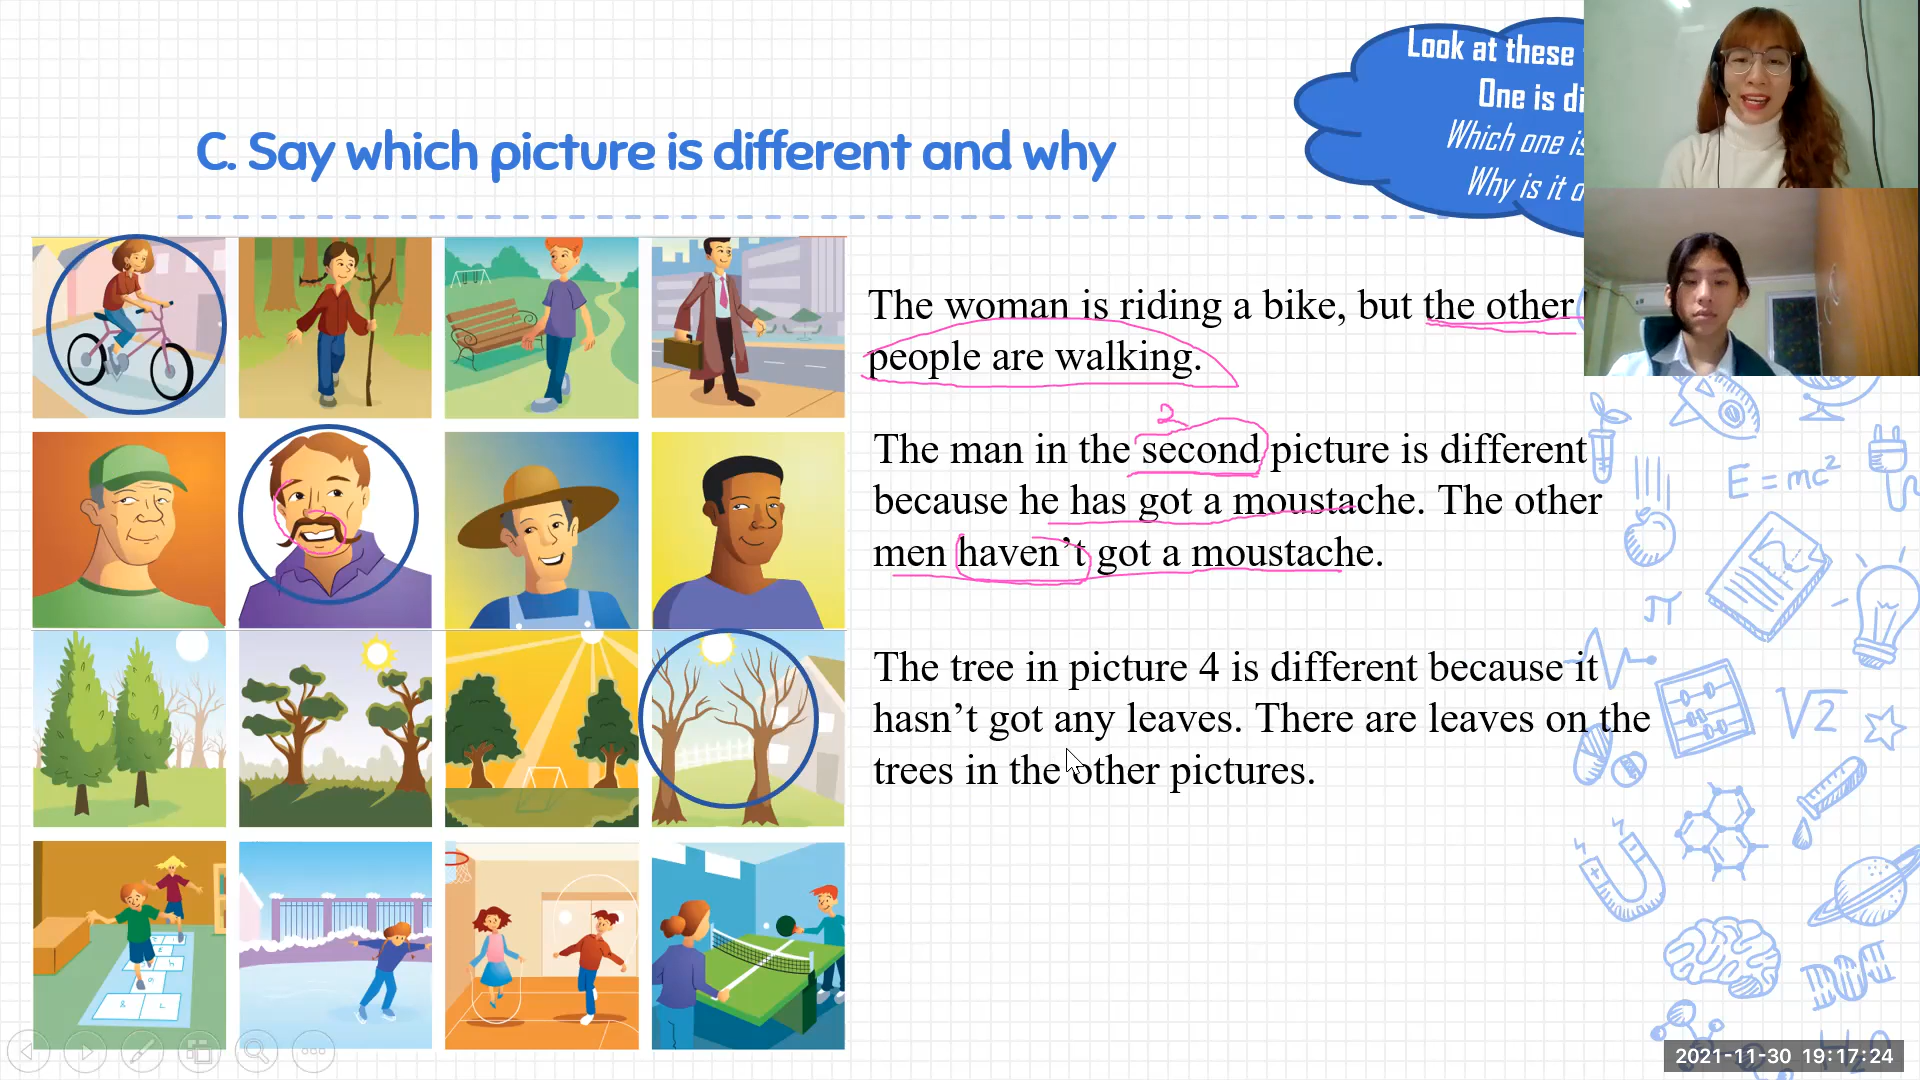 Look at these
One is di
Which one is
Why is it d
C. Say which picture is different and why
The woman is riding a bike, but the other
people are walking.
2
The man in the second picture is different
because he has got a moustache. The other
men haven't got a moustache.
The tree in picture 4 is different because it
hasn't got any leaves. There are leaves on the
trees in the other pictures.
E = mc²
π
√2
H₂O
2021-11-30 19:17:24